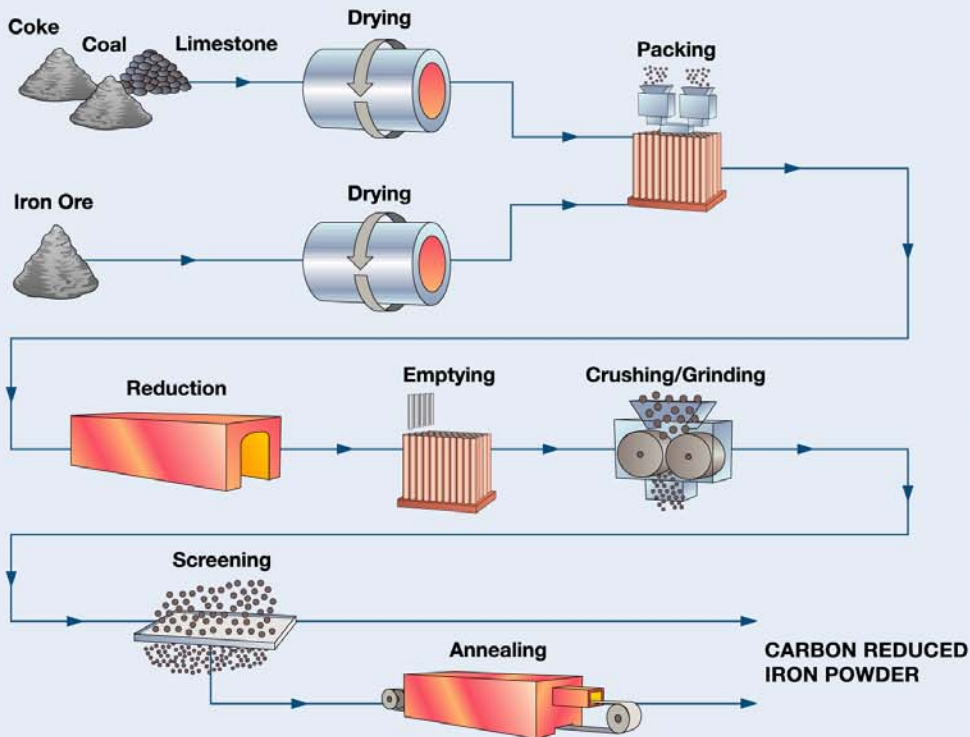 Coke
Coal
Limestone
Drying
Packing
Iron Ore
Drying
Reduction
Emptying
Crushing/Grinding
Screening
Annealing
CARBON REDUCED
IRON POWDER